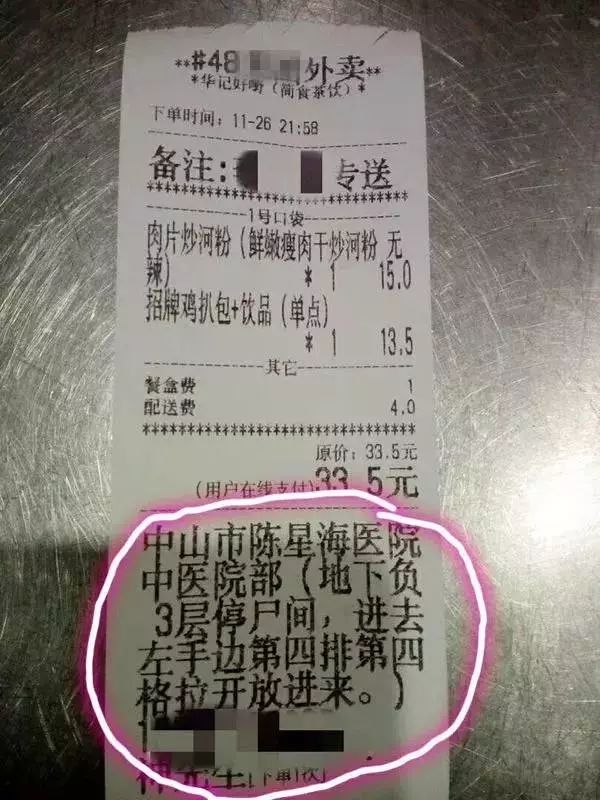 **#48 外卖**
*华记好嘢（简食茶饮）*
下单时间：11-26 21:58
备注: 专送
********************************
1号口袋
肉片炒河粉（鲜嫩瘦肉干炒河粉 无
辣）
* 1 15.0
招牌鸡扒包+饮品（单点）
* 1 13.5
其它
餐盒费 1
配送费 4.0
********************************
原价：33.5元
(用户在线支付):33.5元
中山市陈星海医院
中医院部（地下负
3层停尸间，进去
左手边第四排第四
格拉开放进来。）
1
神先生